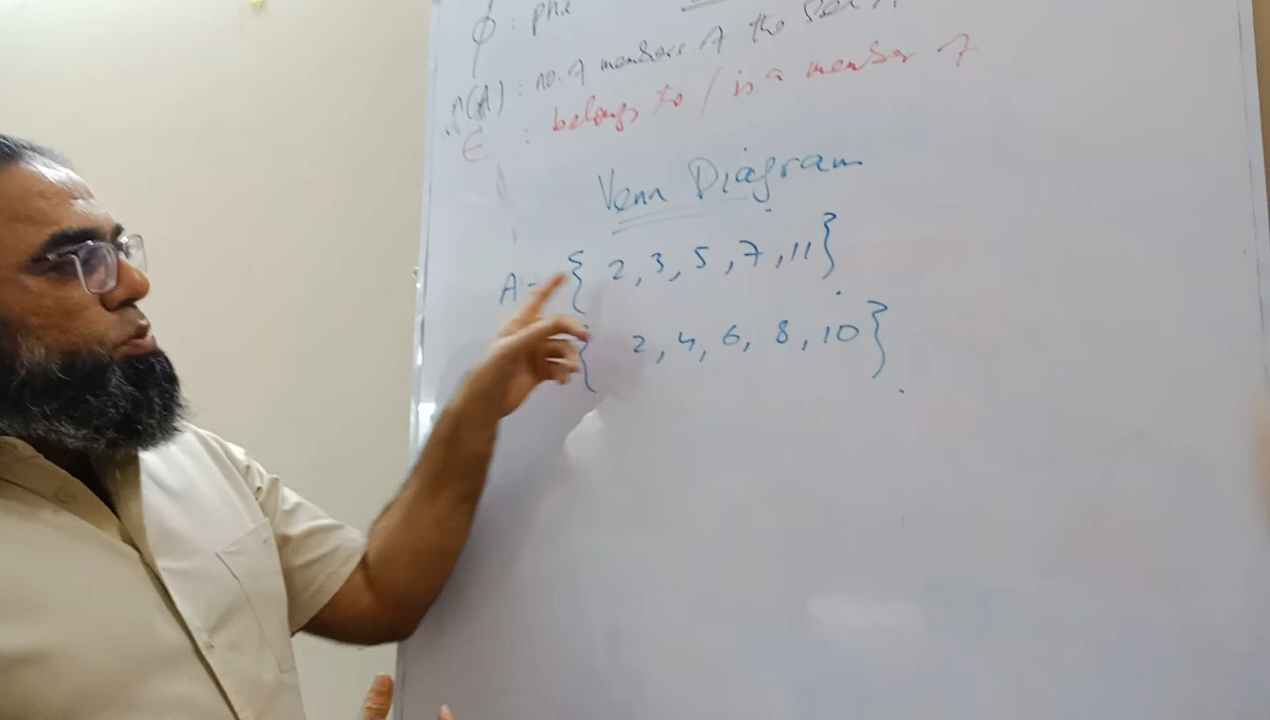 φ : phi
n(A) : no. of members of the set
∈ : belongs to / is a member of
Venn Diagram
A = { 2, 3, 5, 7, 11}
{ 2, 4, 6, 8, 10}